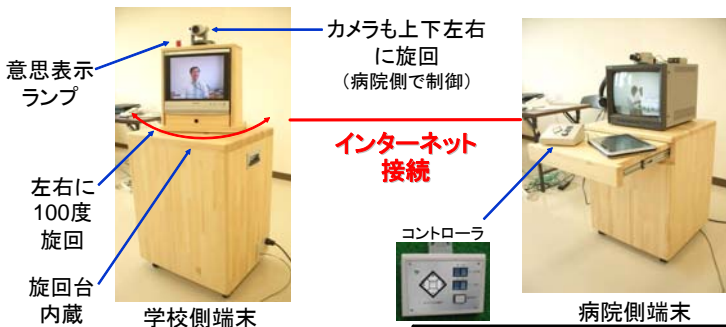 意思表示
ランプ
カメラも上下左右
に旋回
（病院側で制御）
インターネット
接続
左右に
100度
旋回
コントローラ
旋回台
内蔵
学校側端末
病院側端末